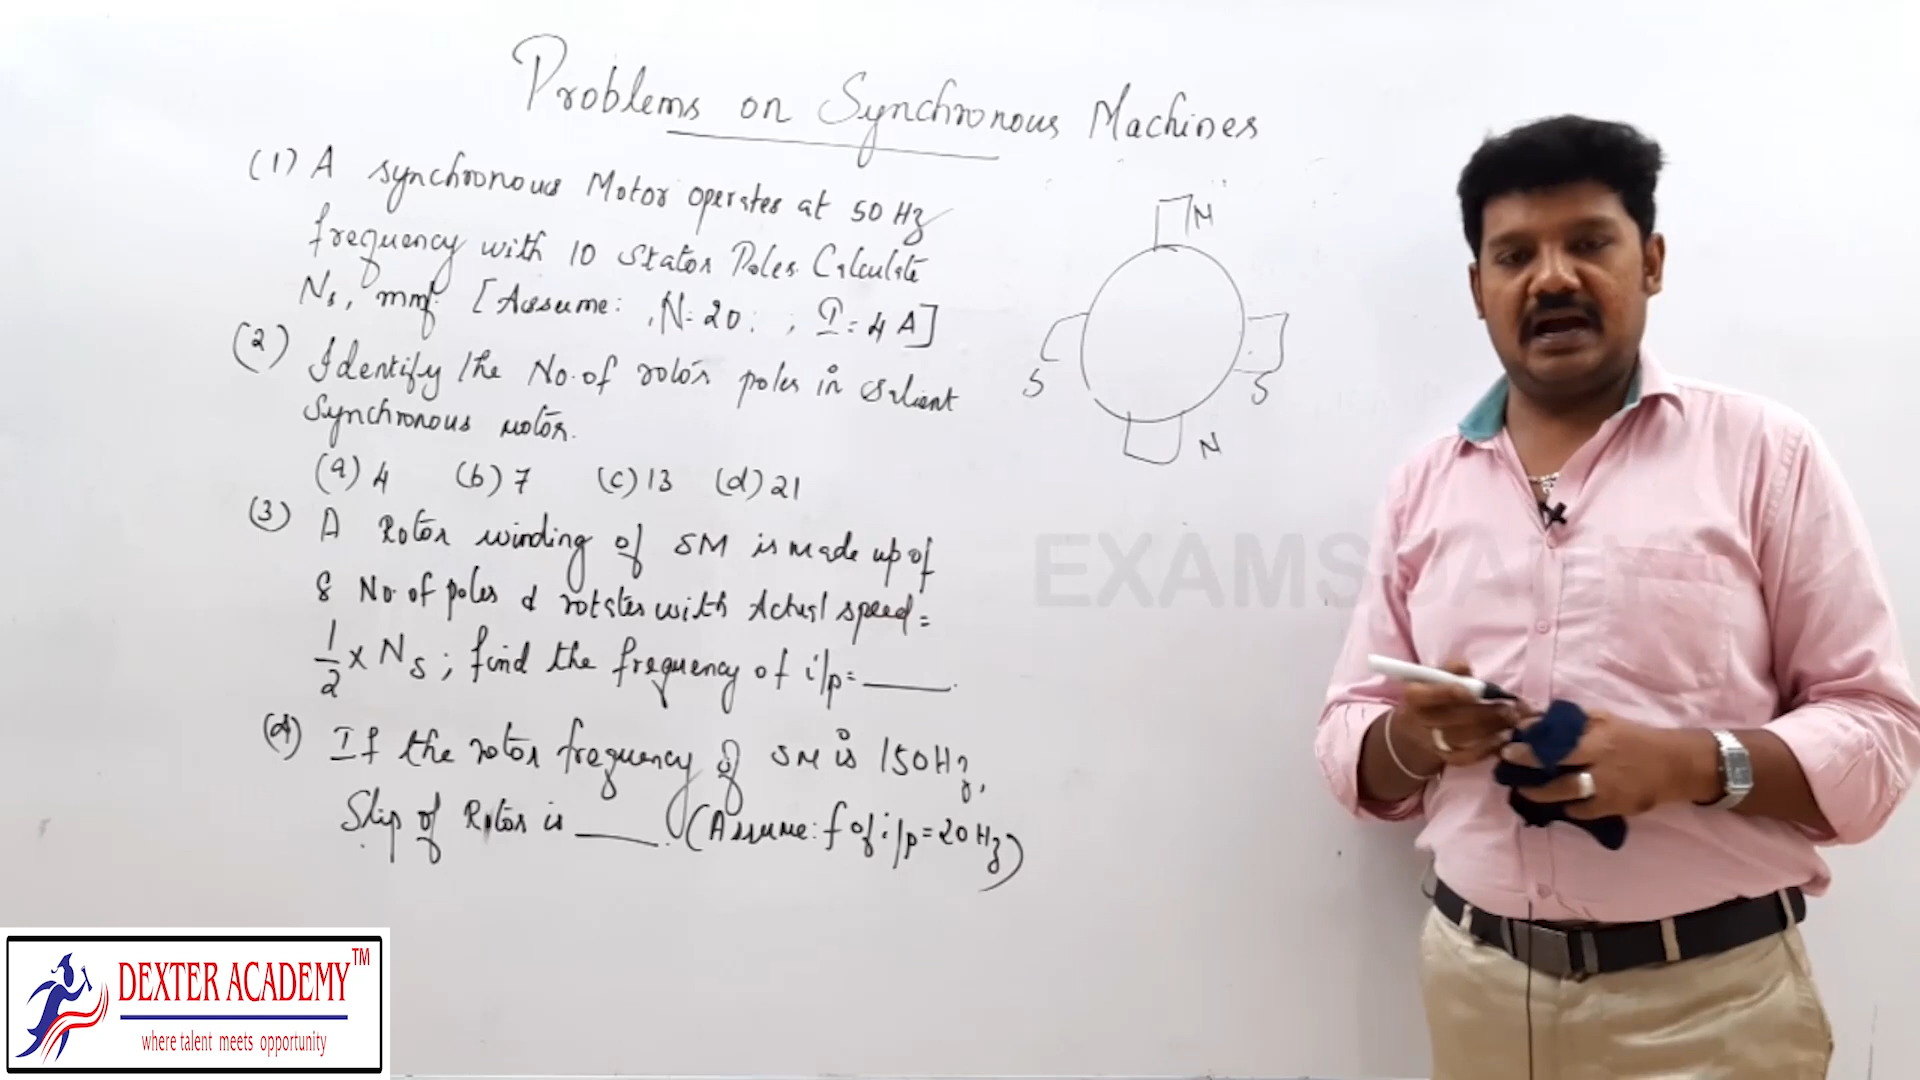 Problems on Synchronous Machines
(1) A synchronous Motor operates at 50 Hz
frequency with 10 Stator Poles. Calculate
Ns, mmf. [Assume: N=20 ; I = 4 A]
(2) Identify the No. of rotor poles in Salient
Synchronous motor.
(a) 4 (b) 7 (c) 13 (d) 21
(3) A Rotor winding of SM is made up of
8 No. of poles & rotates with Actual speed =
1/2 x Ns ; find the frequency of i/p = ____.
(4) If the rotor frequency of SM is 150Hz,
Slip of Rotor is ____. (Assume: f of i/p = 20 Hz)
N
S
S
N
EXAMSDAILY
DEXTER ACADEMY™
where talent meets opportunity